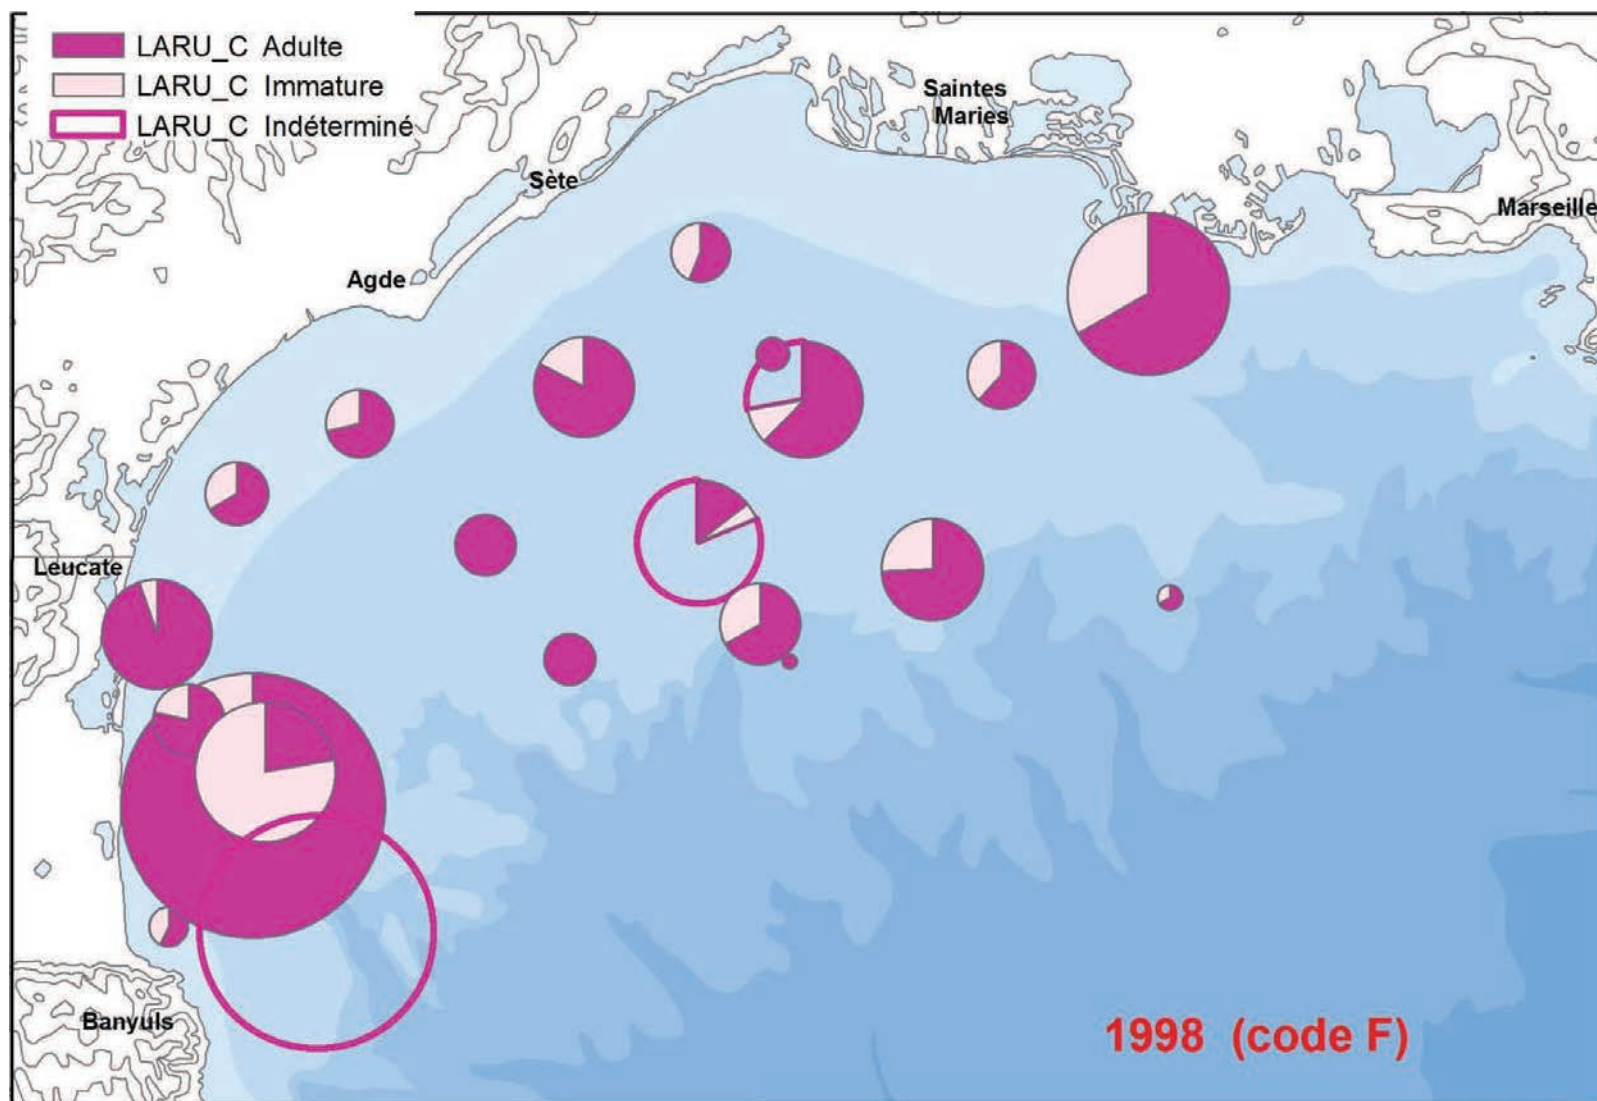 LARU_C Adulte
LARU_C Immature
LARU_C Indéterminé
Saintes
Maries
Sète
Marseille
Agde
Leucate
Banyuls
1998 (code F)